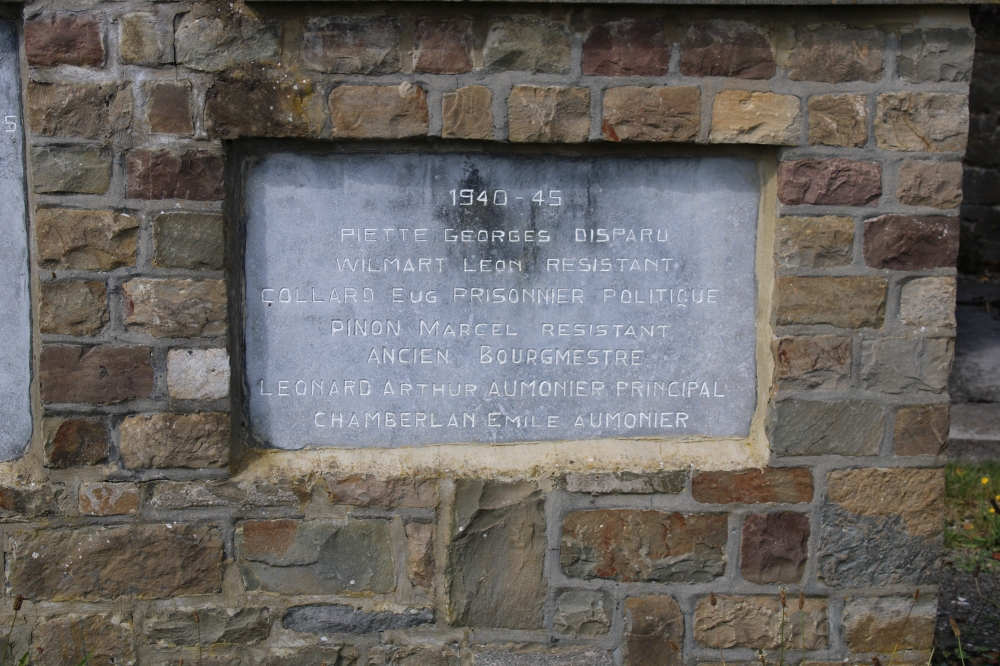 1940-45
PIETTE GEORGES DISPARU
WILMART LEON RESISTANT
COLLARD EUG PRISONNIER POLITIQUE
PINON MARCEL RESISTANT
ANCIEN BOURGMESTRE
LEONARD ARTHUR AUMONIER PRINCIPAL
CHAMBERLAN EMILE AUMONIER
S